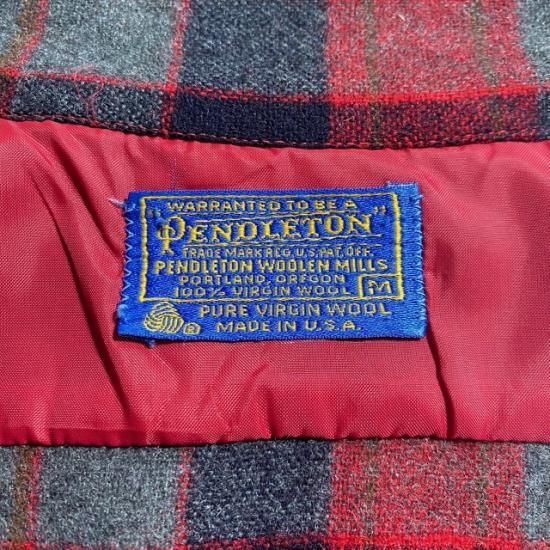 WARRANTED TO BE A
"PENDLETON"
TRADE MARK REG. U.S. PAT. OFF.
PENDLETON WOOLEN MILLS
PORTLAND, OREGON
100% VIRGIN WOOL M
® PURE VIRGIN WOOL
MADE IN U.S.A.